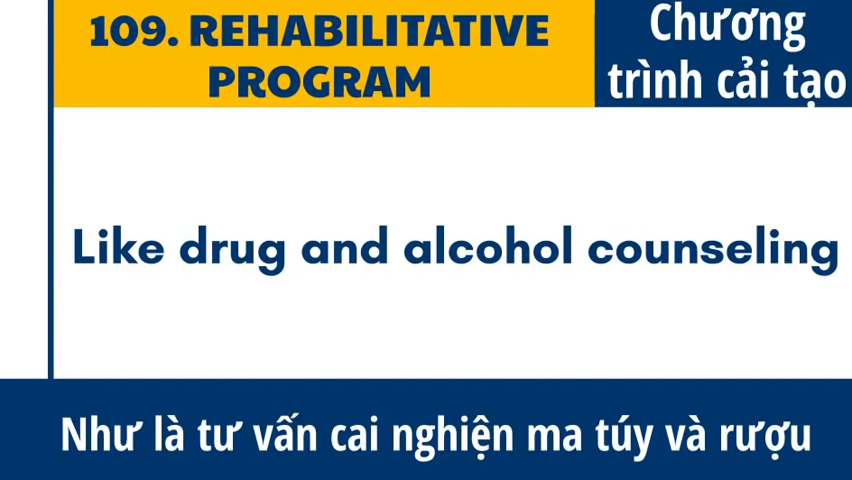 109. REHABILITATIVE
PROGRAM
Chương
trình cải tạo
Like drug and alcohol counseling
Như là tư vấn cai nghiện ma túy và rượu